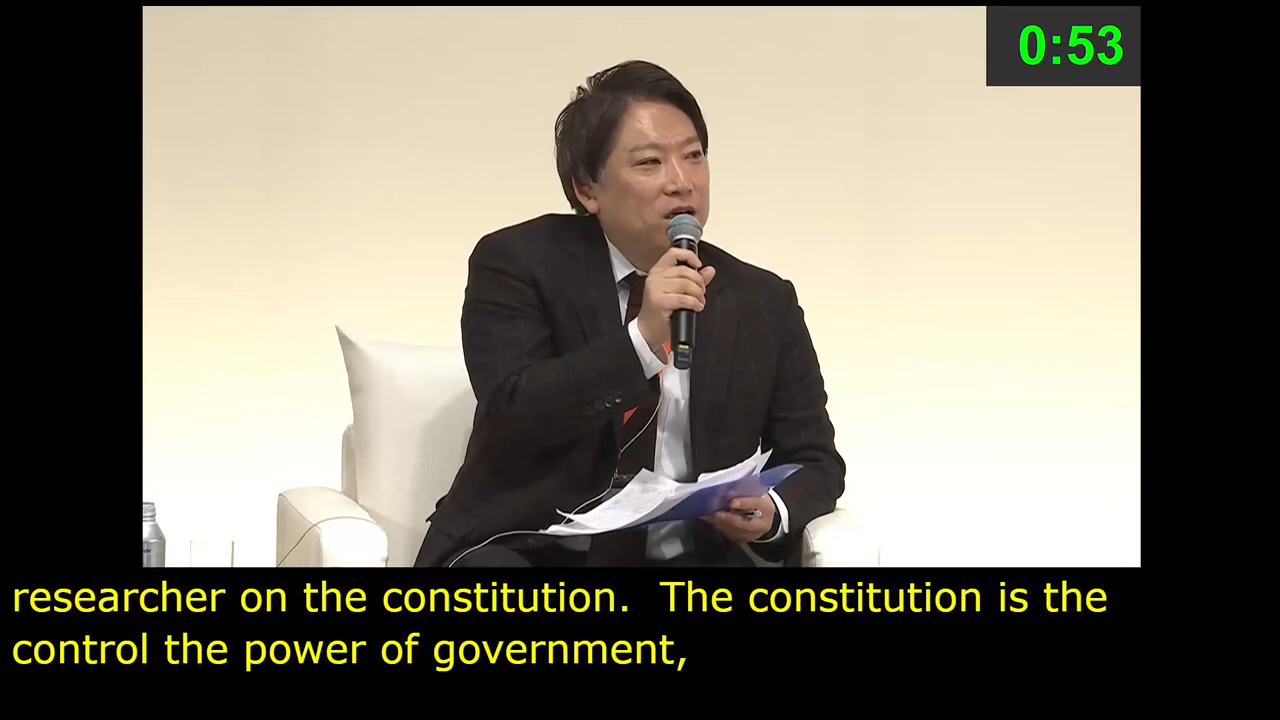 0:53
researcher on the constitution.  The constitution is the
control the power of government,